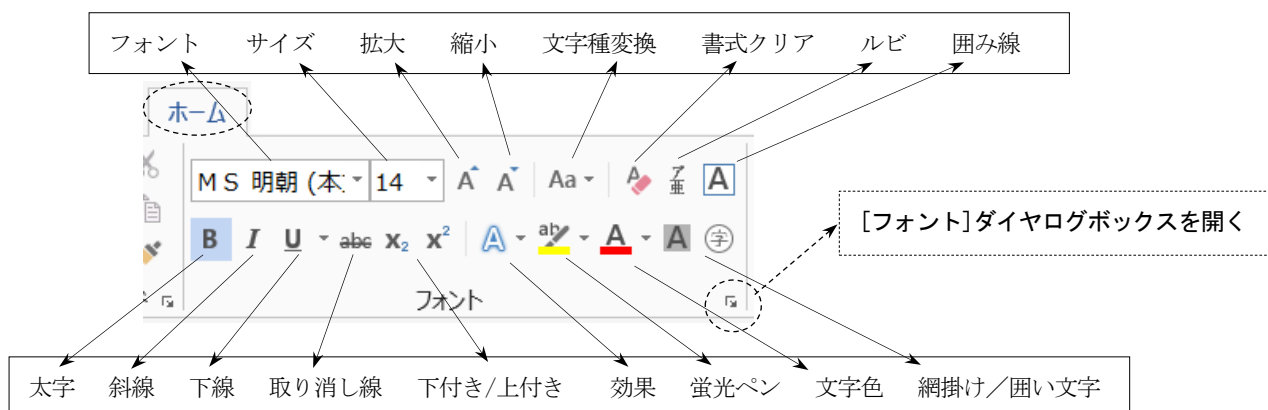 フォント サイズ 拡大 縮小 文字種変換 書式クリア ルビ 囲み線
ホーム
ＭＳ 明朝 (本 14 A A Aa A ア亜 A
[フォント]ダイヤログボックスを開く
B I U abc x₂ x² A ab A A 字
フォント
太字 斜線 下線 取り消し線 下付き/上付き 効果 蛍光ペン 文字色 網掛け／囲い文字